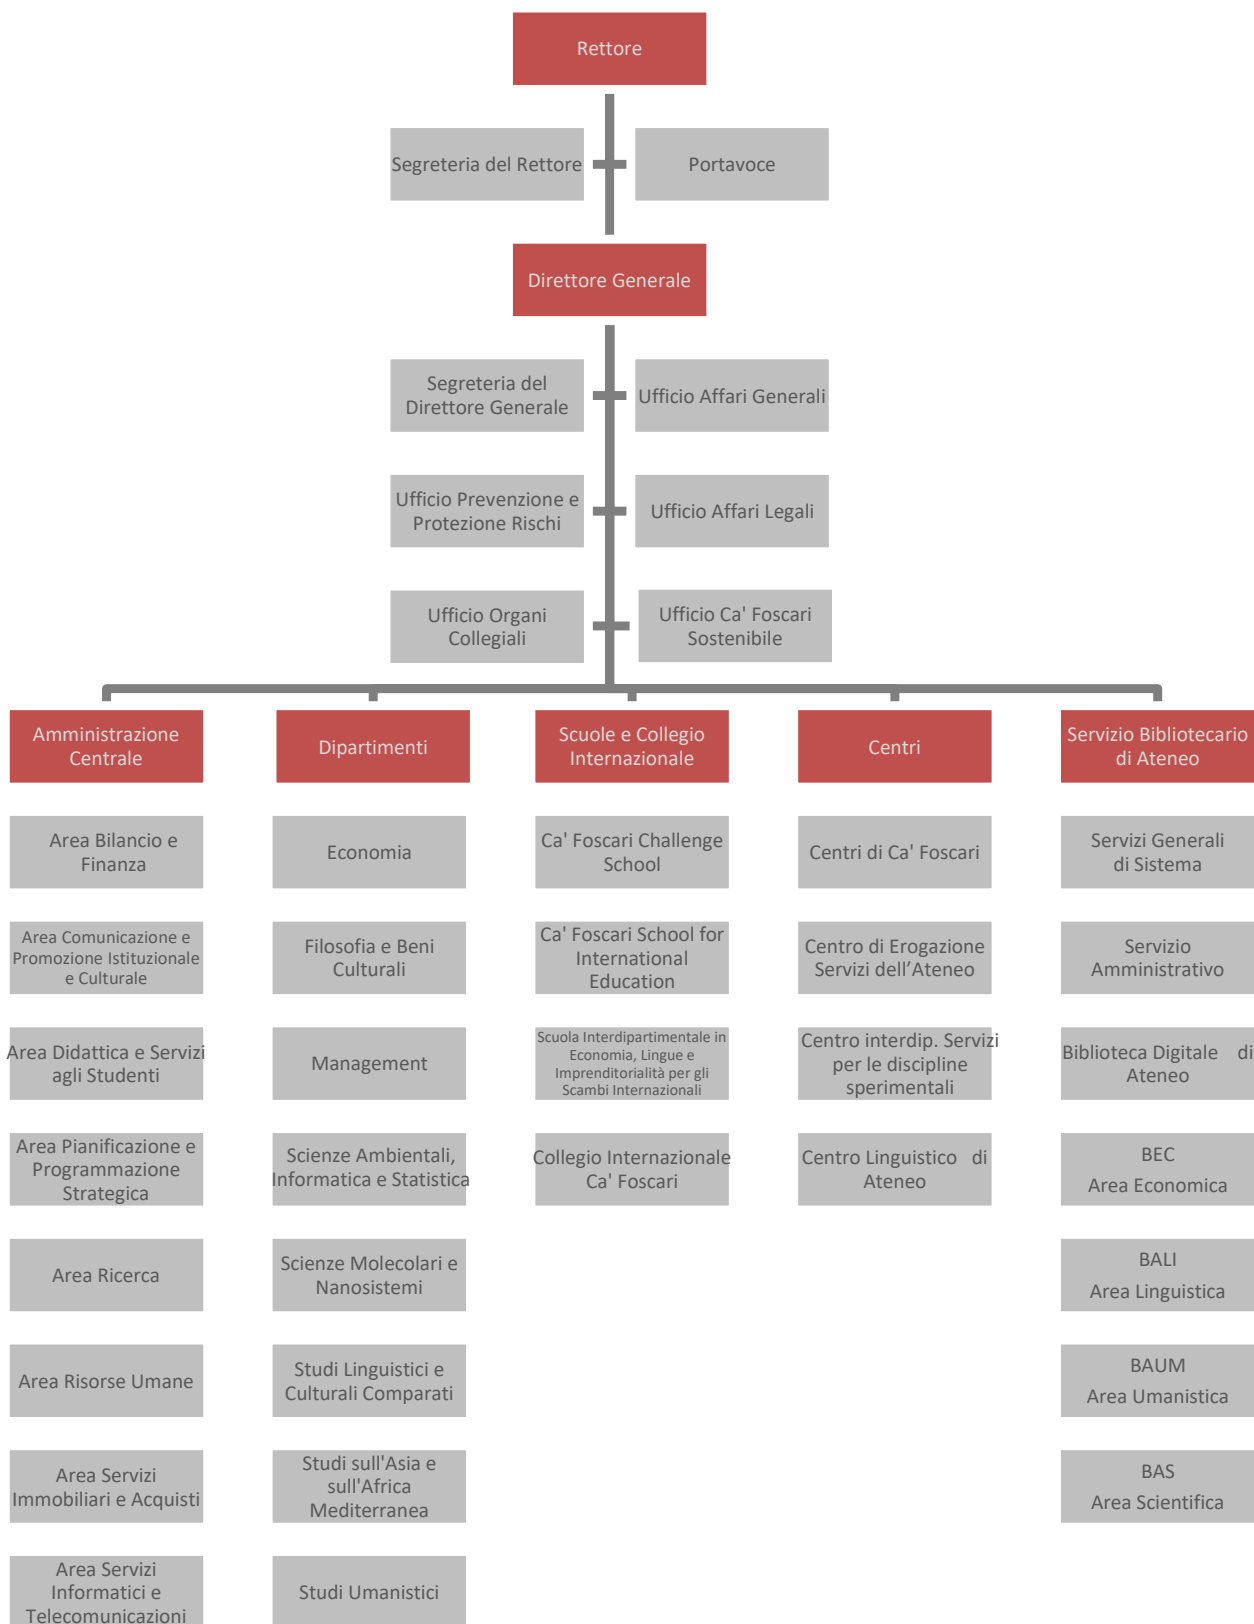 Rettore
Segreteria del Rettore
Portavoce
Direttore Generale
Segreteria del
Direttore Generale
Ufficio Affari Generali
Ufficio Prevenzione e
Protezione Rischi
Ufficio Affari Legali
Ufficio Organi
Collegiali
Ufficio Ca' Foscari
Sostenibile
Amministrazione
Centrale
Area Bilancio e
Finanza
Area Comunicazione e
Promozione Istituzionale
e Culturale
Area Didattica e Servizi
agli Studenti
Area Pianificazione e
Programmazione
Strategica
Area Ricerca
Area Risorse Umane
Area Servizi
Immobiliari e Acquisti
Area Servizi
Informatici e
Telecomunicazioni
Dipartimenti
Economia
Filosofia e Beni
Culturali
Management
Scienze Ambientali,
Informatica e Statistica
Scienze Molecolari e
Nanosistemi
Studi Linguistici e
Culturali Comparati
Studi sull'Asia e
sull'Africa
Mediterranea
Studi Umanistici
Scuole e Collegio
Internazionale
Ca' Foscari Challenge
School
Ca' Foscari School for
International
Education
Scuola Interdipartimentale in
Economia, Lingue e
Imprenditorialità per gli
Scambi Internazionali
Collegio Internazionale
Ca' Foscari
Centri
Centri di Ca' Foscari
Centro di Erogazione
Servizi dell’Ateneo
Centro interdip. Servizi
per le discipline
sperimentali
Centro Linguistico di
Ateneo
Servizio Bibliotecario
di Ateneo
Servizi Generali
di Sistema
Servizio
Amministrativo
Biblioteca Digitale di
Ateneo
BEC
Area Economica
BALI
Area Linguistica
BAUM
Area Umanistica
BAS
Area Scientifica